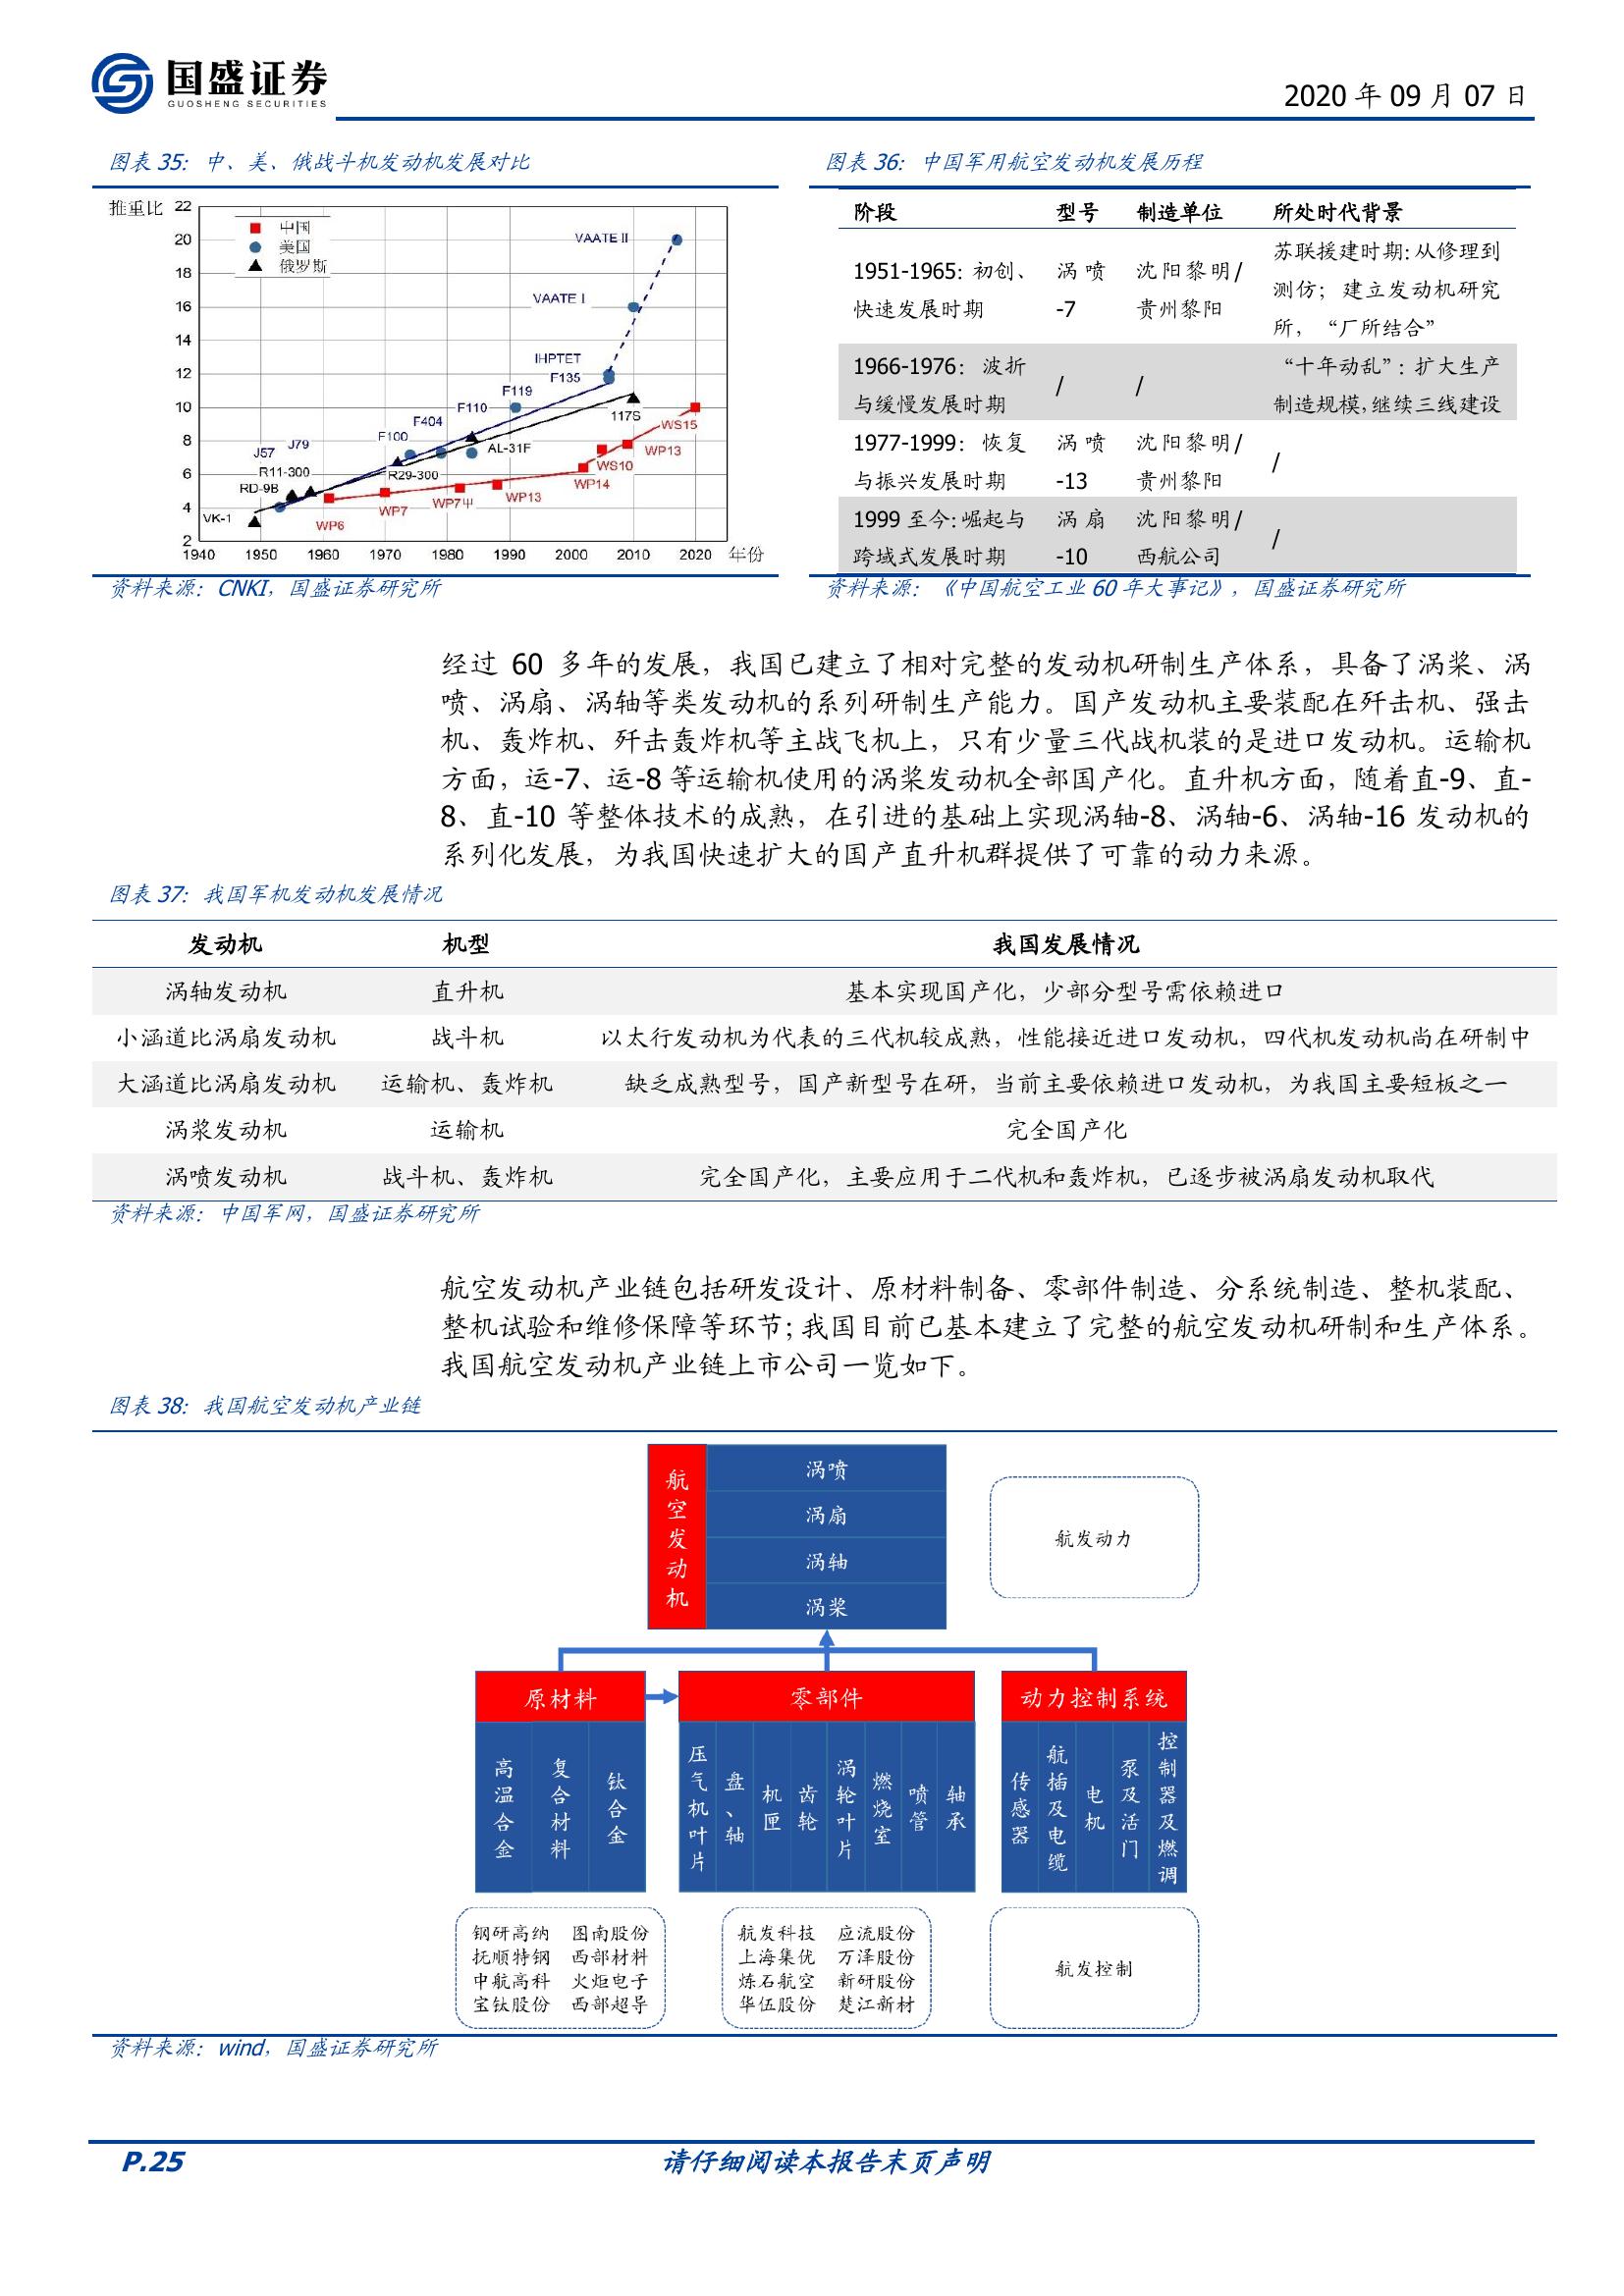 国盛证券
GUOSHENG SECURITIES
2020 年 09 月 07 日
图表 35：中、美、俄战斗机发动机发展对比
推重比
22
20
18
16
14
12
10
8
6
4
2
中国
美国
俄罗斯
VAATE II
VAATE I
IHPTET
F135
F119
F110
F404
F100
J79
J57
R11-300
RD-9B
VK-1
R29-300
AL-31F
117S
WS15
WP13
WS10
WP14
WP13
WP7
WP6
1940 1950 1960 1970 1980 1990 2000 2010 2020 年份
资料来源：CNKI，国盛证券研究所
图表 36：中国军用航空发动机发展历程
阶段 型号 制造单位 所处时代背景
1951-1965：初创、快速发展时期 涡喷-7 沈阳黎明/贵州黎阳 苏联援建时期：从修理到测仿；建立发动机研究所，“厂所结合”
1966-1976：波折与缓慢发展时期 / / “十年动乱”：扩大生产制造规模，继续三线建设
1977-1999：恢复与振兴发展时期 涡喷-13 沈阳黎明/贵州黎阳 /
1999 至今：崛起与跨域式发展时期 涡扇-10 沈阳黎明/西航公司 /
资料来源：《中国航空工业 60 年大事记》，国盛证券研究所
经过 60 多年的发展，我国已建立了相对完整的发动机研制生产体系，具备了涡桨、涡
喷、涡扇、涡轴等类发动机的系列研制生产能力。国产发动机主要装配在歼击机、强击
机、轰炸机、歼击轰炸机等主战飞机上，只有少量三代战机装的是进口发动机。运输机
方面，运-7、运-8 等运输机使用的涡桨发动机全部国产化。直升机方面，随着直-9、直-
8、直-10 等整体技术的成熟，在引进的基础上实现涡轴-8、涡轴-6、涡轴-16 发动机的
系列化发展，为我国快速扩大的国产直升机群提供了可靠的动力来源。
图表 37：我国军机发动机发展情况
发动机 机型 我国发展情况
涡轴发动机 直升机 基本实现国产化，少部分型号需依赖进口
小涵道比涡扇发动机 战斗机 以太行发动机为代表的三代机较成熟，性能接近进口发动机，四代机发动机尚在研制中
大涵道比涡扇发动机 运输机、轰炸机 缺乏成熟型号，国产新型号在研，当前主要依赖进口发动机，为我国主要短板之一
涡浆发动机 运输机 完全国产化
涡喷发动机 战斗机、轰炸机 完全国产化，主要应用于二代机和轰炸机，已逐步被涡扇发动机取代
资料来源：中国军网，国盛证券研究所
航空发动机产业链包括研发设计、原材料制备、零部件制造、分系统制造、整机装配、
整机试验和维修保障等环节；我国目前已基本建立了完整的航空发动机研制和生产体系。
我国航空发动机产业链上市公司一览如下。
图表 38：我国航空发动机产业链
航空发动机
涡喷
涡扇
涡轴
涡桨
航发动力
原材料
零部件
动力控制系统
高温合金
复合材料
钛合金
压气机叶片
盘、轴
机匣
齿轮
涡轮叶片
燃烧室
喷管
轴承
传感器
航插及电缆
电机
泵及活门
控制器及燃调
钢研高纳 图南股份
抚顺特钢 西部材料
中航高科 火炬电子
宝钛股份 西部超导
航发科技 应流股份
上海集优 万泽股份
炼石航空 新研股份
华伍股份 楚江新材
航发控制
资料来源：wind，国盛证券研究所
P.25
请仔细阅读本报告末页声明